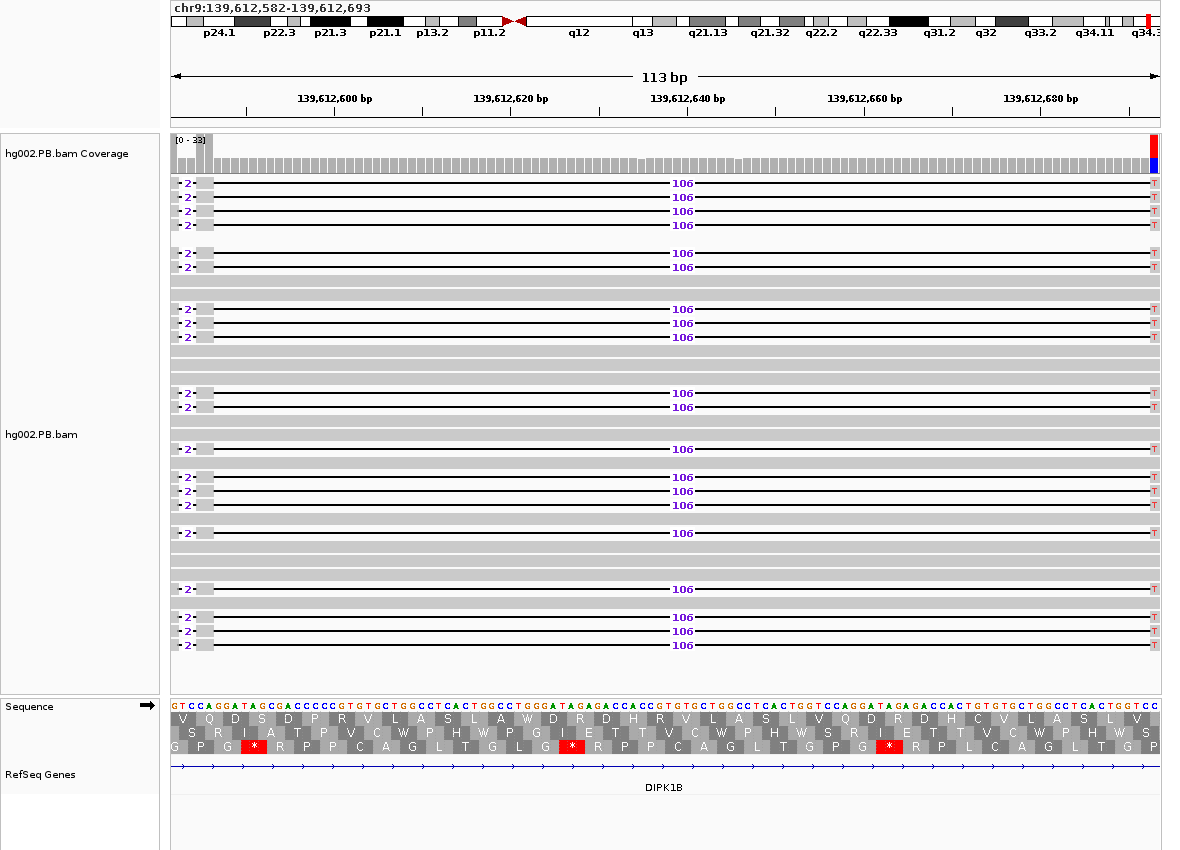 chr9:139,612,582-139,612,693
p24.1 p22.3 p21.3 p21.1 p13.2 p11.2 q12 q13 q21.13 q21.32 q22.2 q22.33 q31.2 q32 q33.2 q34.11 q34.3
113 bp
139,612,600 bp 139,612,620 bp 139,612,640 bp 139,612,660 bp 139,612,680 bp
[0 - 33]
hg002.PB.bam Coverage
2 106 T
2 106 T
2 106 T
2 106 T
2 106 T
2 106 T
2 106 T
2 106 T
2 106 T
2 106 T
2 106 T
hg002.PB.bam
2 106 T
2 106 T
2 106 T
2 106 T
2 106 T
2 106 T
2 106 T
2 106 T
2 106 T
Sequence
GTCCAGGATAGCGACCCCCGTGTGCTGGCCTCACTGGCCTGGGATAGAGACCACCGTGTGCTGGCCTCACTGGTCCAGGATAGAGACCACTGTGTGCTGGCCTCACTGGTCC
V Q D S D P R V L A S L A W D R D H R V L A S L V Q D R D H C V L A S L V
S R I A T P V C W P H W P G I E T T V C W P H W S R I E T T V C W P H W S
G P G * R P P C A G L T G L G * R P P C A G L T G P G * R P L C A G L T G P
RefSeq Genes
DIPK1B